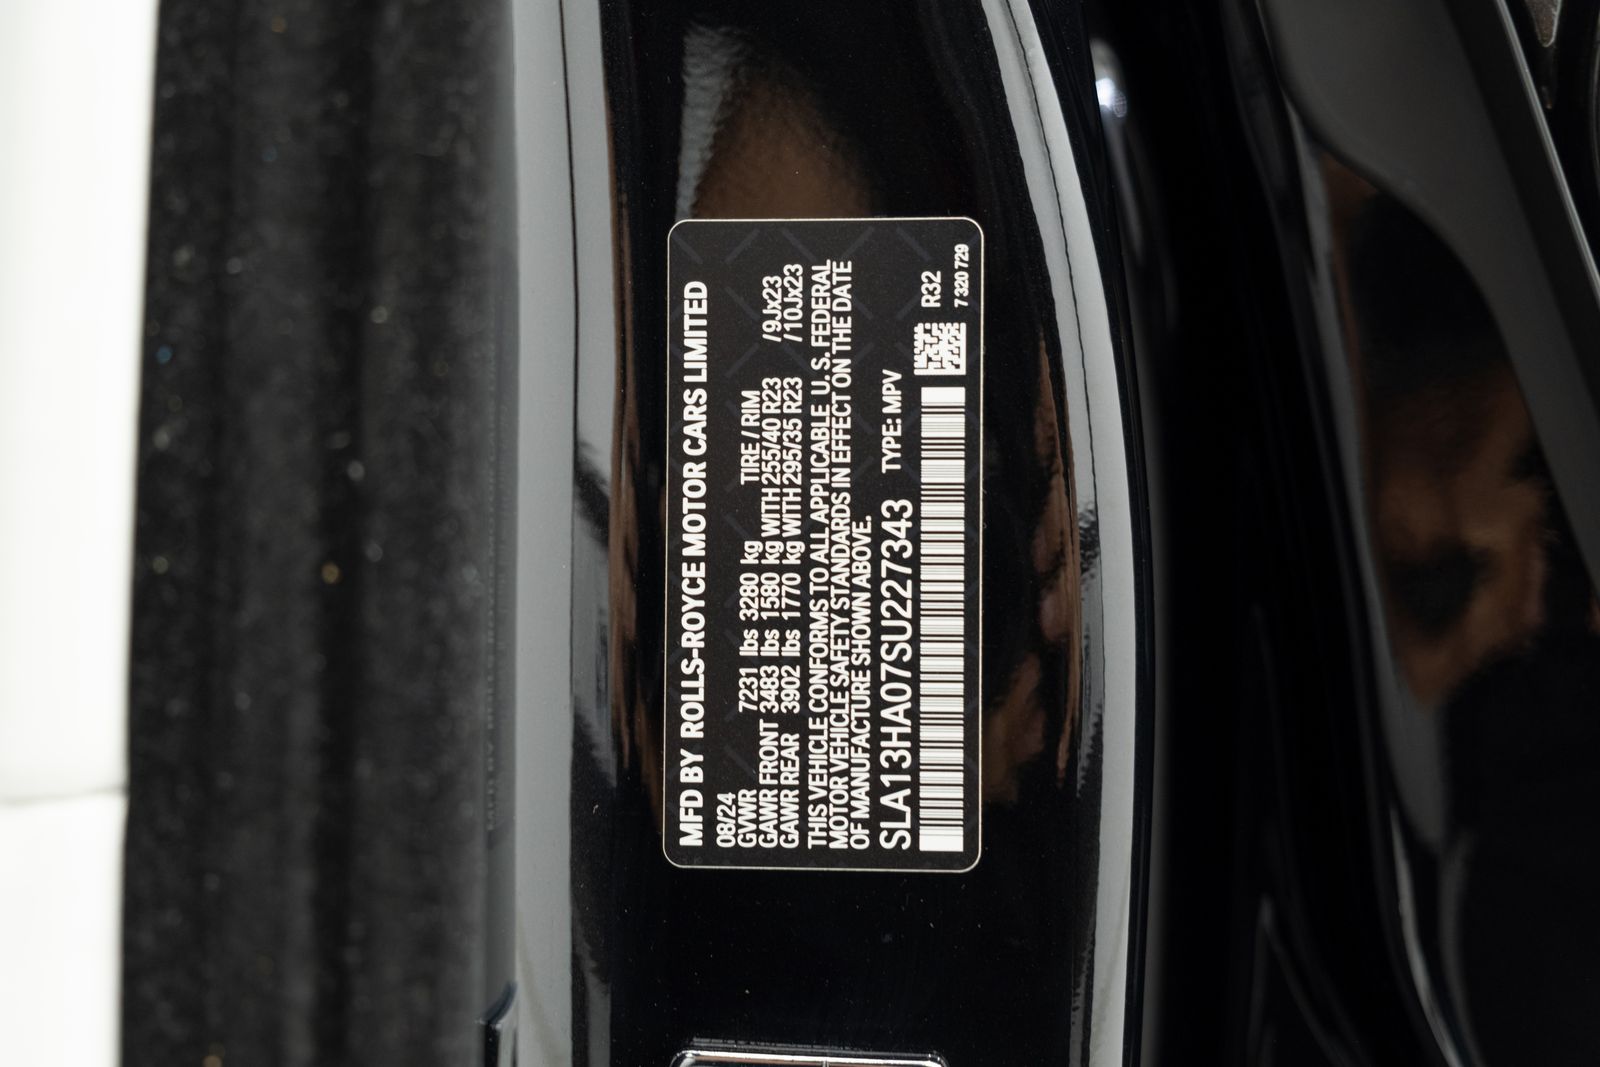 MFD BY ROLLS-ROYCE MOTOR CARS LIMITED
08/24
GVWR 7231 lbs 3280 kg TIRE / RIM
GAWR FRONT 3483 lbs 1580 kg WITH 255/40 R23 /9Jx23
GAWR REAR 3902 lbs 1770 kg WITH 295/35 R23 /10Jx23
THIS VEHICLE CONFORMS TO ALL APPLICABLE U.S. FEDERAL
MOTOR VEHICLE SAFETY STANDARDS IN EFFECT ON THE DATE
OF MANUFACTURE SHOWN ABOVE.
SLA13HA07SU227343 TYPE: MPV
R32
7 320 729